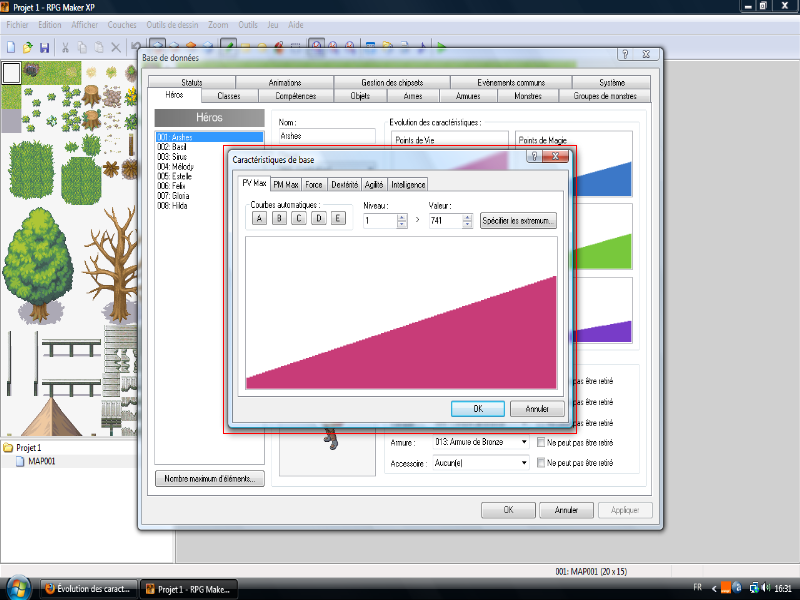 Projet 1 - RPG Maker XP
Fichier Edition Afficher Couches Outils de dessin Zoom Outils Jeu Aide
Base de données
Statuts Animations Gestion des chipsets Evènements communs Système
Héros Classes Compétences Objets Armes Armures Monstres Groupes de monstres
Héros
001: Arshes
002: Basil
003: Sirus
004: Mélody
005: Estelle
006: Felix
007: Gloria
008: Hilda
Nombre maximum d'éléments...
Nom :
Arshes
Evolution des caractéristiques :
Points de Vie Points de Magie
Caractéristiques de base
PV Max PM Max Force Dextérité Agilité Intelligence
Courbes automatiques :
A B C D E
Niveau :
1
>
Valeur :
741
Spécifier les extremum...
OK Annuler
pas être retiré
pas être retiré
pas être retiré
Armure : 013: Armure de Bronze Ne peut pas être retiré
Accessoire : Aucun(e) Ne peut pas être retiré
OK Annuler Appliquer
Projet 1
MAP001
001: MAP001 (20 x 15)
Évolution des caract... Projet 1 - RPG Make...
FR 16:31